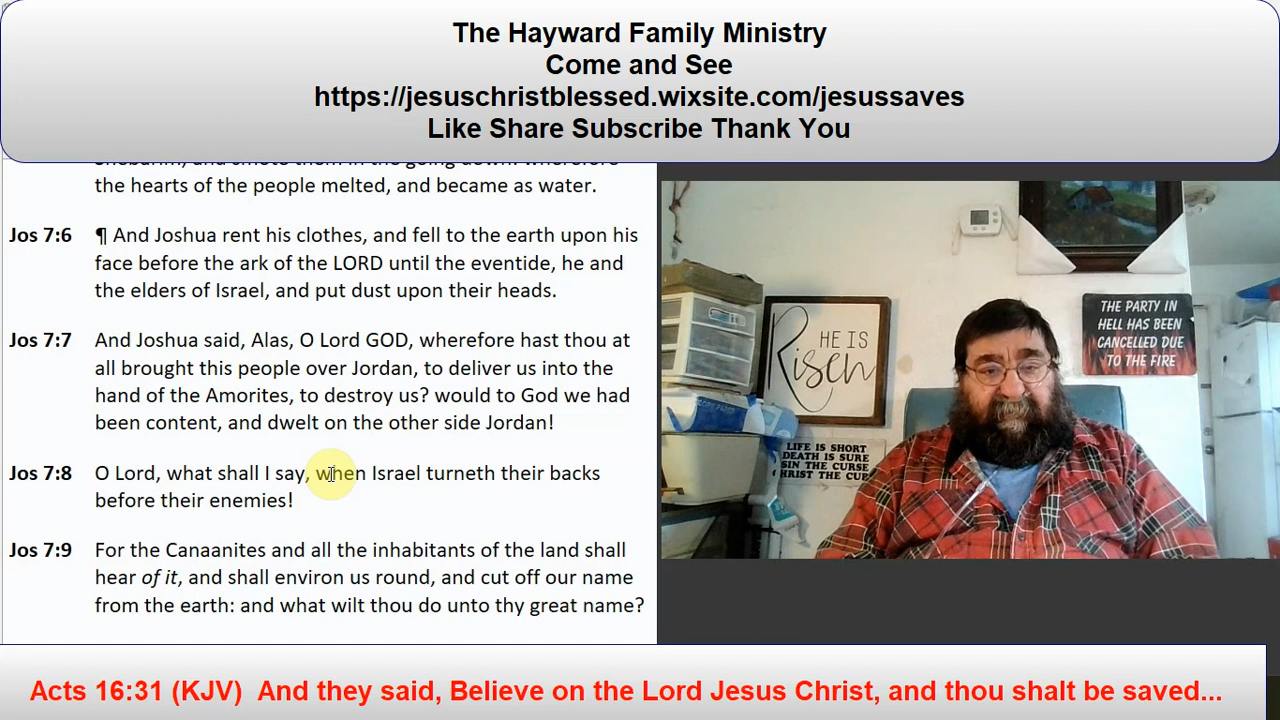 The Hayward Family Ministry
Come and See
https://jesuschristblessed.wixsite.com/jesussaves
Like Share Subscribe Thank You
the hearts of the people melted, and became as water.
Jos 7:6 ¶ And Joshua rent his clothes, and fell to the earth upon his
face before the ark of the LORD until the eventide, he and
the elders of Israel, and put dust upon their heads.
Jos 7:7 And Joshua said, Alas, O Lord GOD, wherefore hast thou at
all brought this people over Jordan, to deliver us into the
hand of the Amorites, to destroy us? would to God we had
been content, and dwelt on the other side Jordan!
Jos 7:8 O Lord, what shall I say, when Israel turneth their backs
before their enemies!
Jos 7:9 For the Canaanites and all the inhabitants of the land shall
hear of it, and shall environ us round, and cut off our name
from the earth: and what wilt thou do unto thy great name?
HE IS
Risen
THE PARTY IN
HELL HAS BEEN
CANCELLED DUE
TO THE FIRE
LIFE IS SHORT
DEATH IS SURE
SIN THE CURSE
CHRIST THE CURE
Acts 16:31 (KJV) And they said, Believe on the Lord Jesus Christ, and thou shalt be saved...